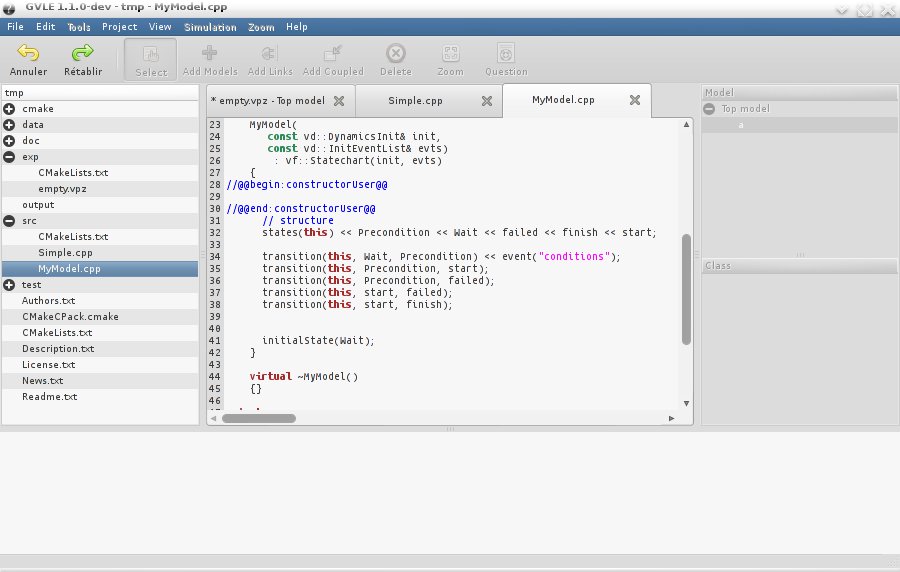 GVLE 1.1.0-dev - tmp - MyModel.cpp
File Edit Tools Project View Simulation Zoom Help
Annuler Rétablir Select Add Models Add Links Add Coupled Delete Zoom Question
tmp
cmake
data
doc
exp
CMakeLists.txt
empty.vpz
output
src
CMakeLists.txt
Simple.cpp
MyModel.cpp
test
Authors.txt
CMakeCPack.cmake
CMakeLists.txt
Description.txt
License.txt
News.txt
Readme.txt
* empty.vpz - Top model Simple.cpp MyModel.cpp
23 MyModel(
24 const vd::DynamicsInit& init,
25 const vd::InitEventList& evts)
26 : vf::Statechart(init, evts)
27 {
28 //@@begin:constructorUser@@
29
30 //@@end:constructorUser@@
31 // structure
32 states(this) << Precondition << Wait << failed << finish << start;
33
34 transition(this, Wait, Precondition) << event("conditions");
35 transition(this, Precondition, start);
36 transition(this, Precondition, failed);
37 transition(this, start, failed);
38 transition(this, start, finish);
39
40
41 initialState(Wait);
42 }
43
44 virtual ~MyModel()
45 {}
46
Model
Top model
a
Class